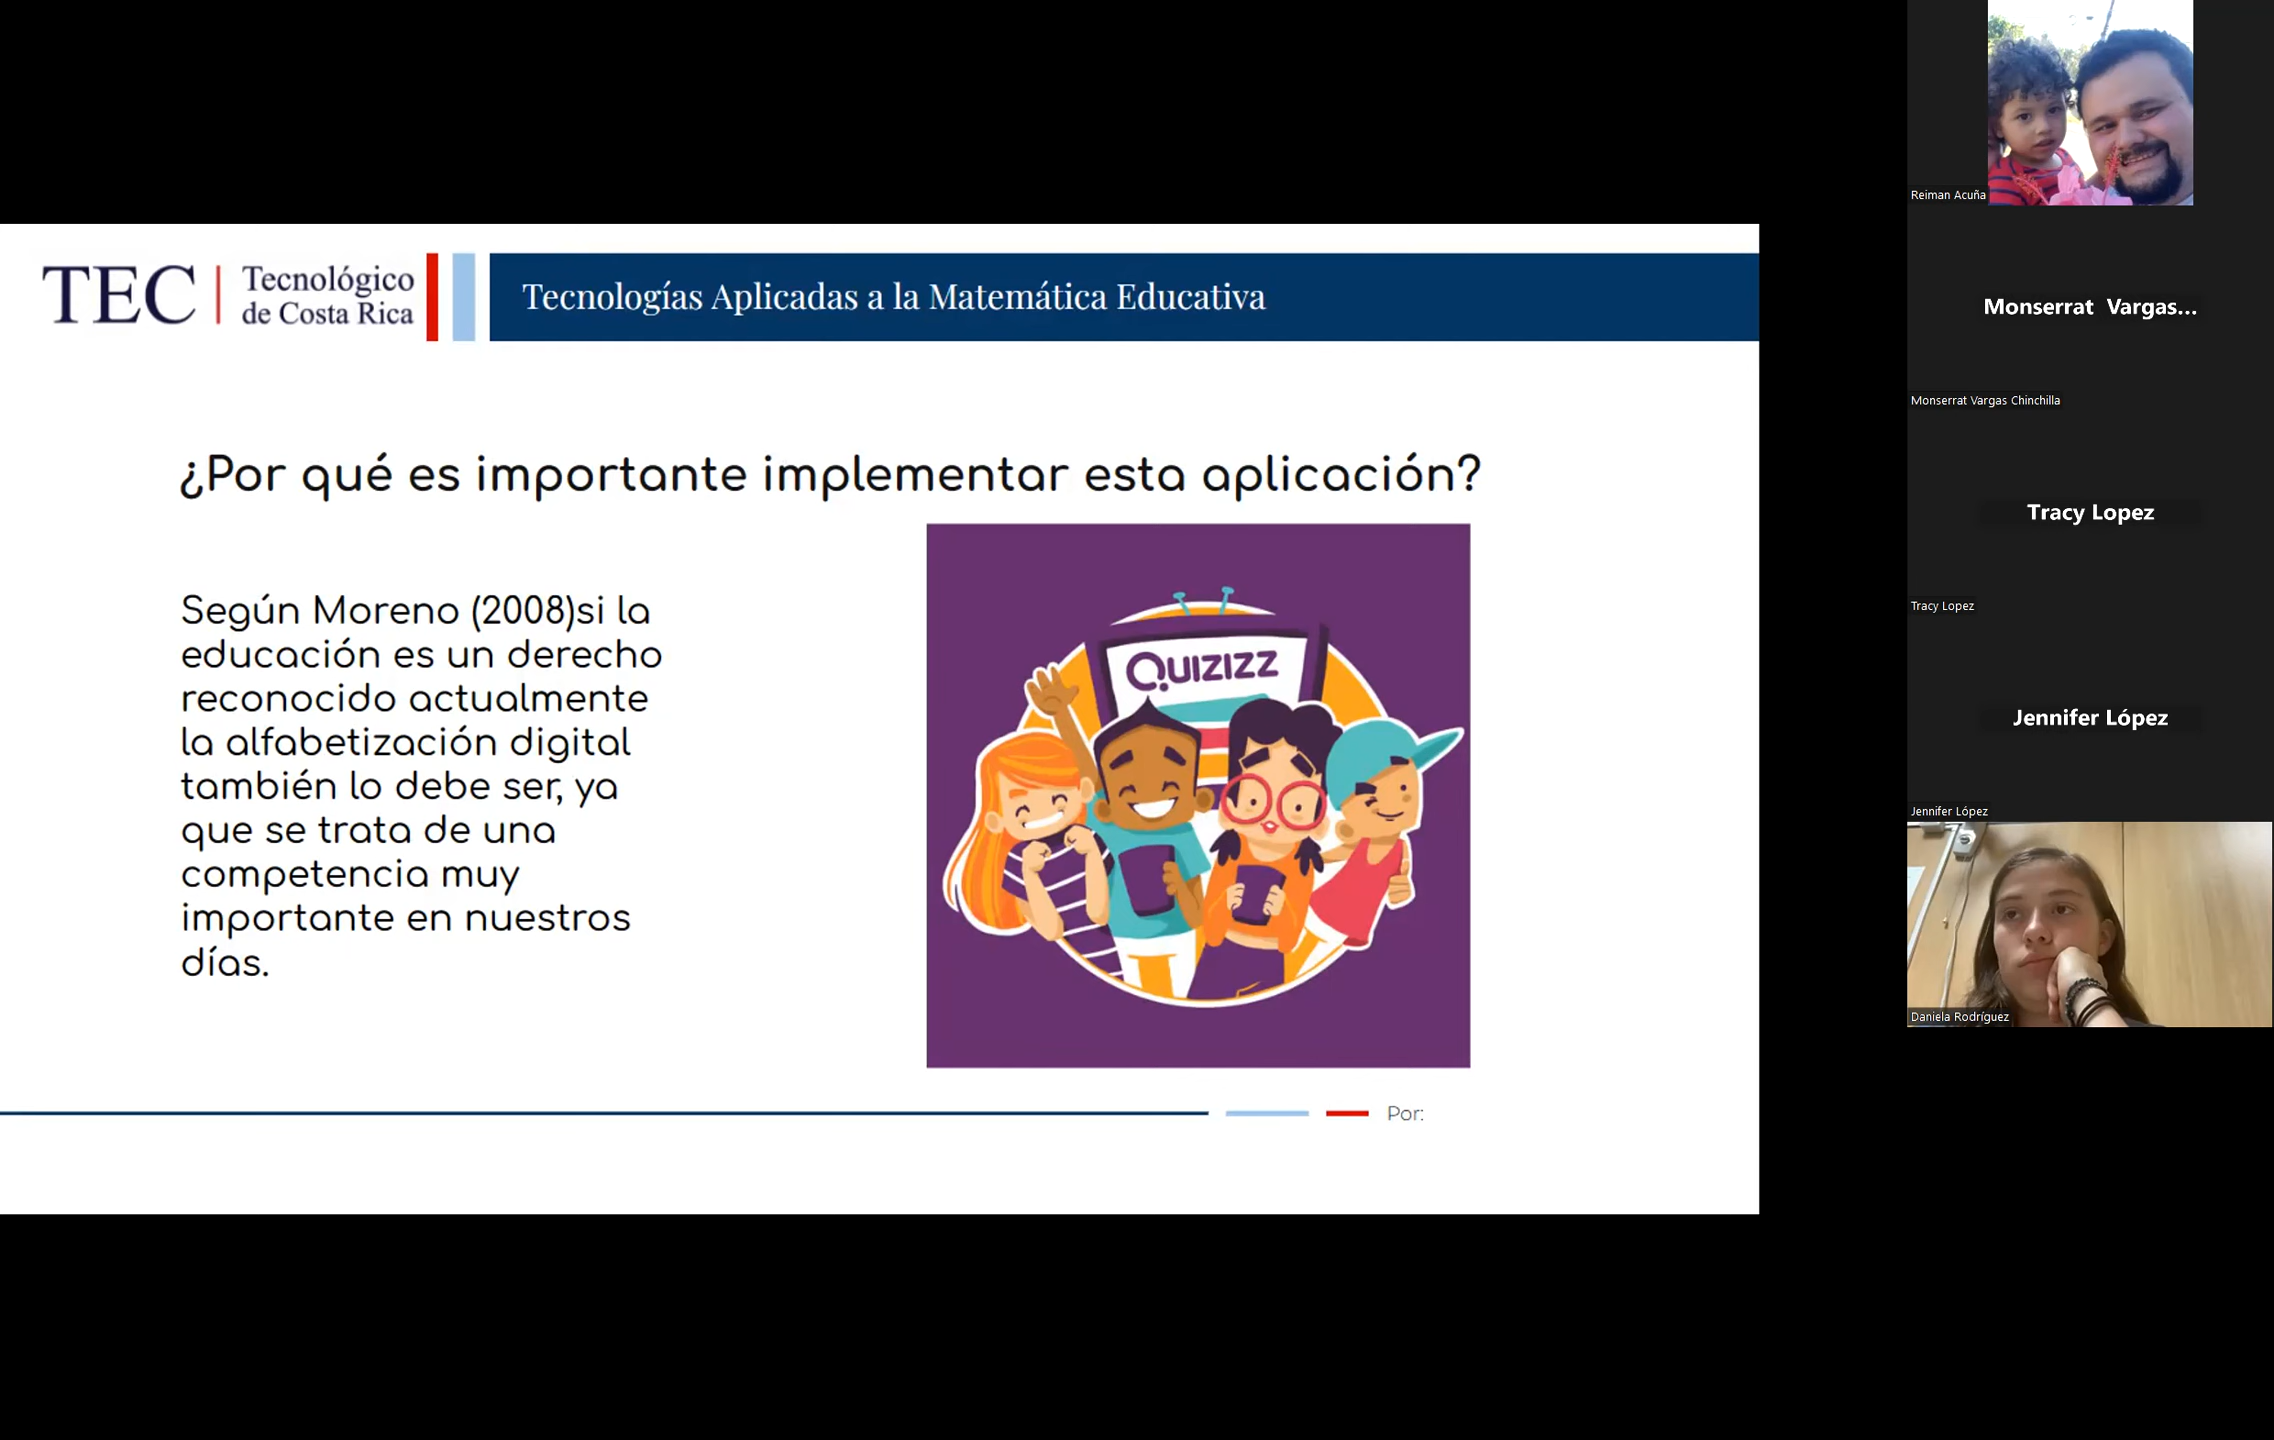 TEC
Tecnológico
de Costa Rica
Tecnologías Aplicadas a la Matemática Educativa
¿Por qué es importante implementar esta aplicación?
Según Moreno (2008)si la
educación es un derecho
reconocido actualmente
la alfabetización digital
también lo debe ser, ya
que se trata de una
competencia muy
importante en nuestros
días.
QUIZIZZ
Por:
Reiman Acuña
Monserrat Vargas...
Monserrat Vargas Chinchilla
Tracy Lopez
Tracy Lopez
Jennifer López
Jennifer López
Daniela Rodríguez